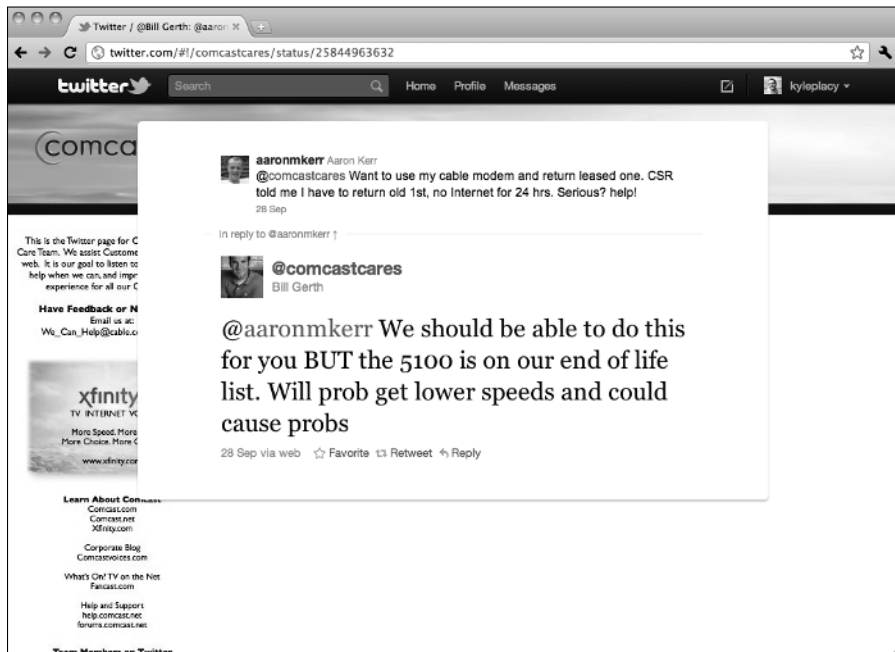 Twitter / @Bill Gerth: @aaron
twitter.com/#!/comcastcares/status/25844963632
twitter
Search
Home Profile Messages
kyleplacy
comca
aaronmkerr Aaron Kerr
@comcastcares Want to use my cable modem and return leased one. CSR
told me I have to return old 1st, no Internet for 24 hrs. Serious? help!
28 Sep
in reply to @aaronmkerr ↑
@comcastcares
Bill Gerth
@aaronmkerr We should be able to do this
for you BUT the 5100 is on our end of life
list. Will prob get lower speeds and could
cause probs
28 Sep via web Favorite Retweet Reply
This is the Twitter page for C
Care Team. We assist Custome
web. It is our goal to listen to
help when we can, and impr
experience for all our C
Have Feedback or N
Email us at:
We_Can_Help@cable.c
xfinity
TV INTERNET VO
More Speed. More
More Choice. More C
www.xfinity.co
Learn About Comcast
Comcast.com
Comcast.net
Xfinity.com
Corporate Blog
Comcastvoices.com
What's On? TV on the Net
Fancast.com
Help and Support
help.comcast.net
forums.comcast.net
Team Members on Twitter